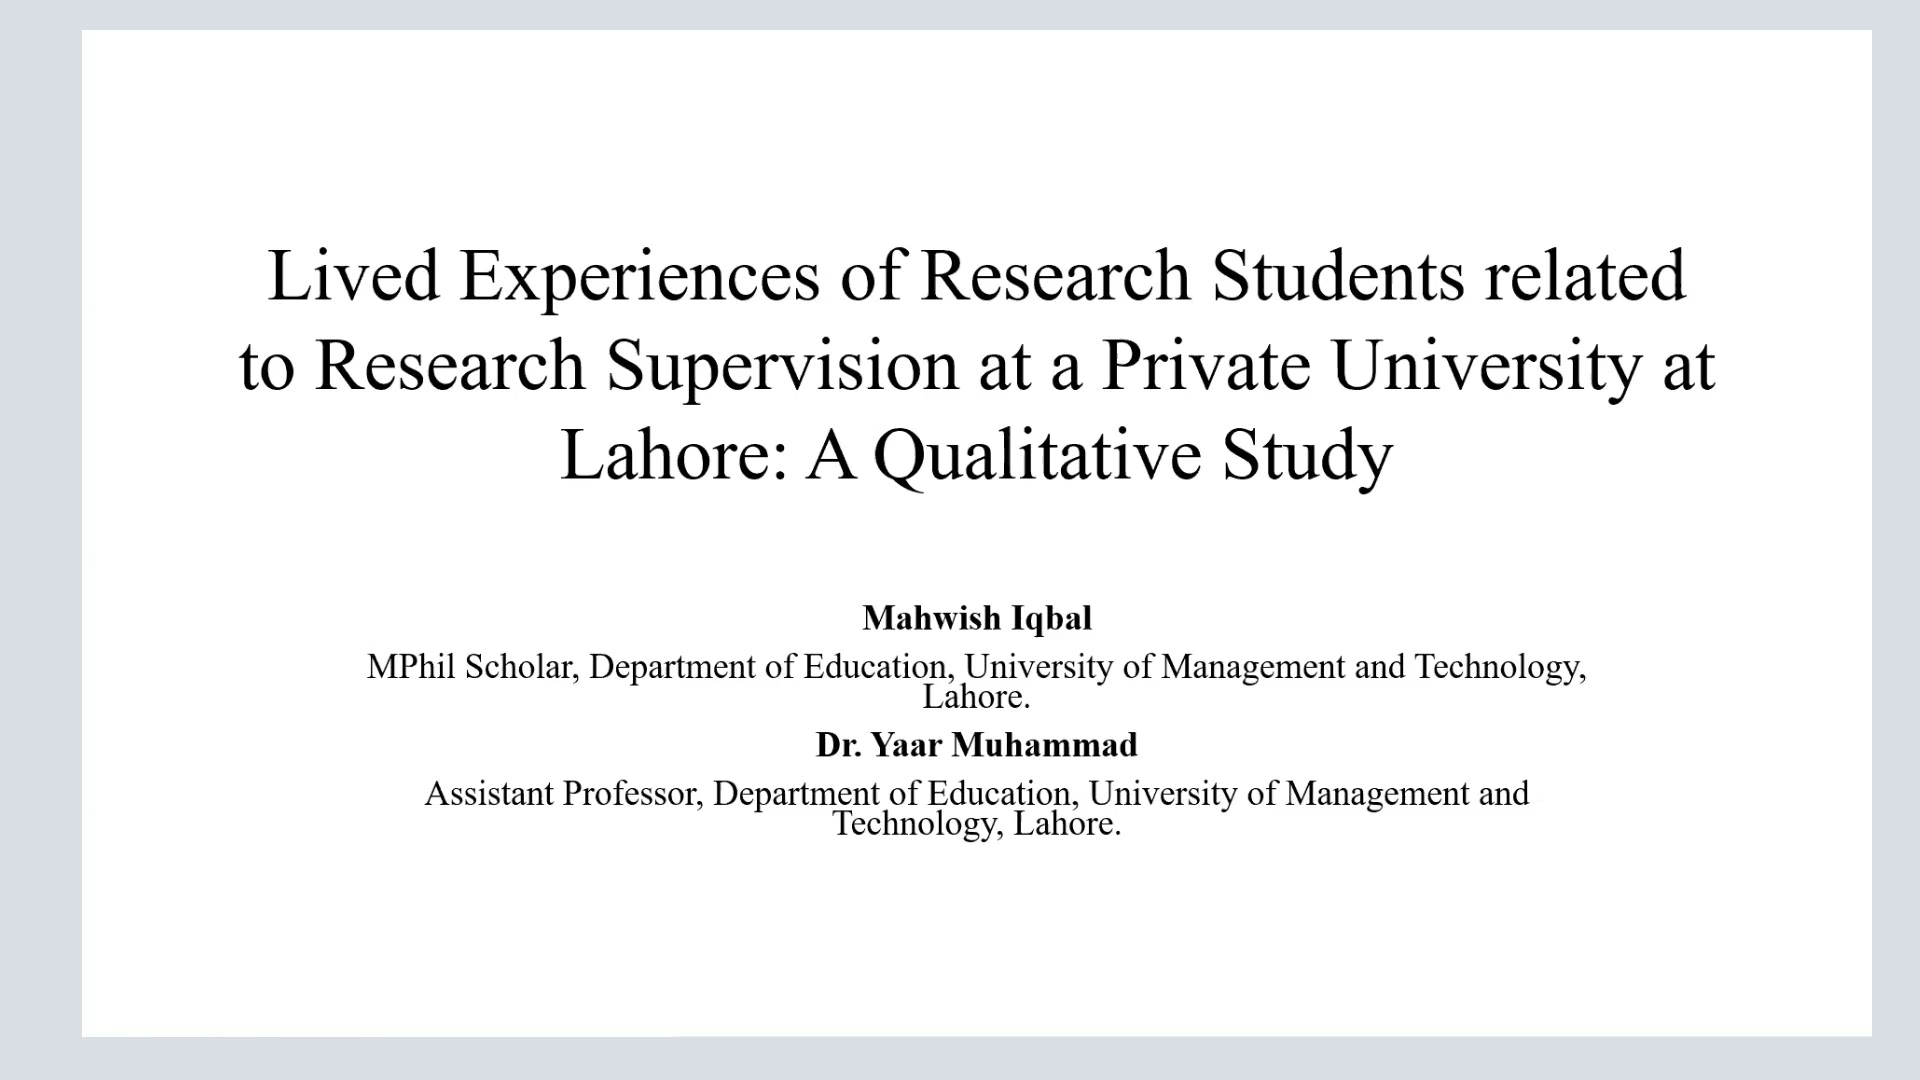 Lived Experiences of Research Students related
to Research Supervision at a Private University at
Lahore: A Qualitative Study
Mahwish Iqbal
MPhil Scholar, Department of Education, University of Management and Technology,
Lahore.
Dr. Yaar Muhammad
Assistant Professor, Department of Education, University of Management and
Technology, Lahore.